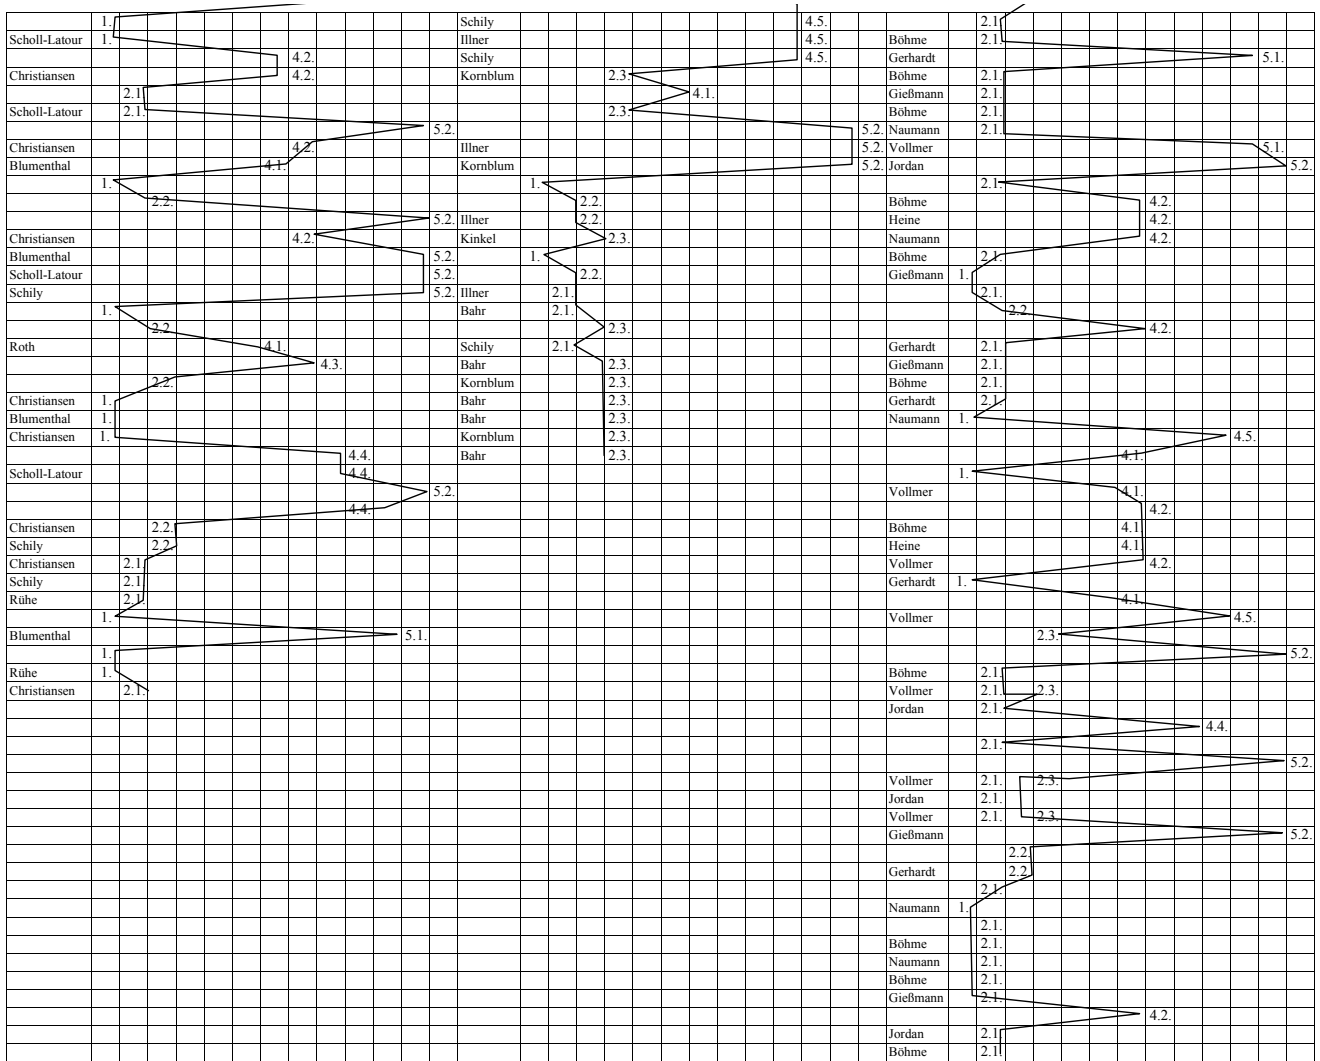 1.
Scholl-Latour 1.
4.2.
Christiansen 4.2.
2.1
Scholl-Latour 2.1.
5.2.
Christiansen 4.2.
Blumenthal 4.1.
1.
2.2.
5.2.
Christiansen 4.2.
Blumenthal 5.2.
Scholl-Latour 5.2.
Schily 5.2.
1.
2.2
Roth 4.1.
4.3.
2.2.
Christiansen 1.
Blumenthal 1.
Christiansen 1.
4.4.
Scholl-Latour 4.4.
5.2.
4.4.
Christiansen 2.2.
Schily 2.2.
Christiansen 2.1.
Schily 2.1
Rühe 2.1.
1.
Blumenthal 5.1.
1.
Rühe 1.
Christiansen 2.1.
Schily 4.5.
Illner 4.5.
Schily 4.5.
Kornblum 2.3.
4.1.
2.3.
5.2.
Illner 5.2.
Kornblum 5.2.
1.
2.2.
Illner 2.2.
Kinkel 2.3.
1.
2.2.
Illner 2.1.
Bahr 2.1.
2.3.
Schily 2.1.
Bahr 2.3.
Kornblum 2.3.
Bahr 2.3.
Bahr 2.3.
Kornblum 2.3.
Bahr 2.3.
2.1
Böhme 2.1.
Gerhardt 5.1.
Böhme 2.1.
Gießmann 2.1.
Böhme 2.1.
Naumann 2.1.
Vollmer 5.1.
Jordan 5.2.
2.1.
Böhme 4.2.
Heine 4.2.
Naumann 4.2.
Böhme 2.1.
Gießmann 1.
2.1.
2.2.
4.2.
Gerhardt 2.1.
Gießmann 2.1.
Böhme 2.1.
Gerhardt 2.1.
Naumann 1.
4.5.
4.1.
1.
Vollmer 4.1.
4.2.
Böhme 4.1.
Heine 4.1.
Vollmer 4.2.
Gerhardt 1.
4.1.
Vollmer 4.5.
2.3.
5.2.
Böhme 2.1.
Vollmer 2.1. 2.3.
Jordan 2.1.
4.4.
2.1.
5.2.
Vollmer 2.1. 2.3.
Jordan 2.1.
Vollmer 2.1. 2.3.
Gießmann 5.2.
2.2.
Gerhardt 2.2.
2.1.
Naumann 1.
2.1.
Böhme 2.1.
Naumann 2.1.
Böhme 2.1.
Gießmann 2.1.
4.2.
Jordan 2.1.
Böhme 2.1.